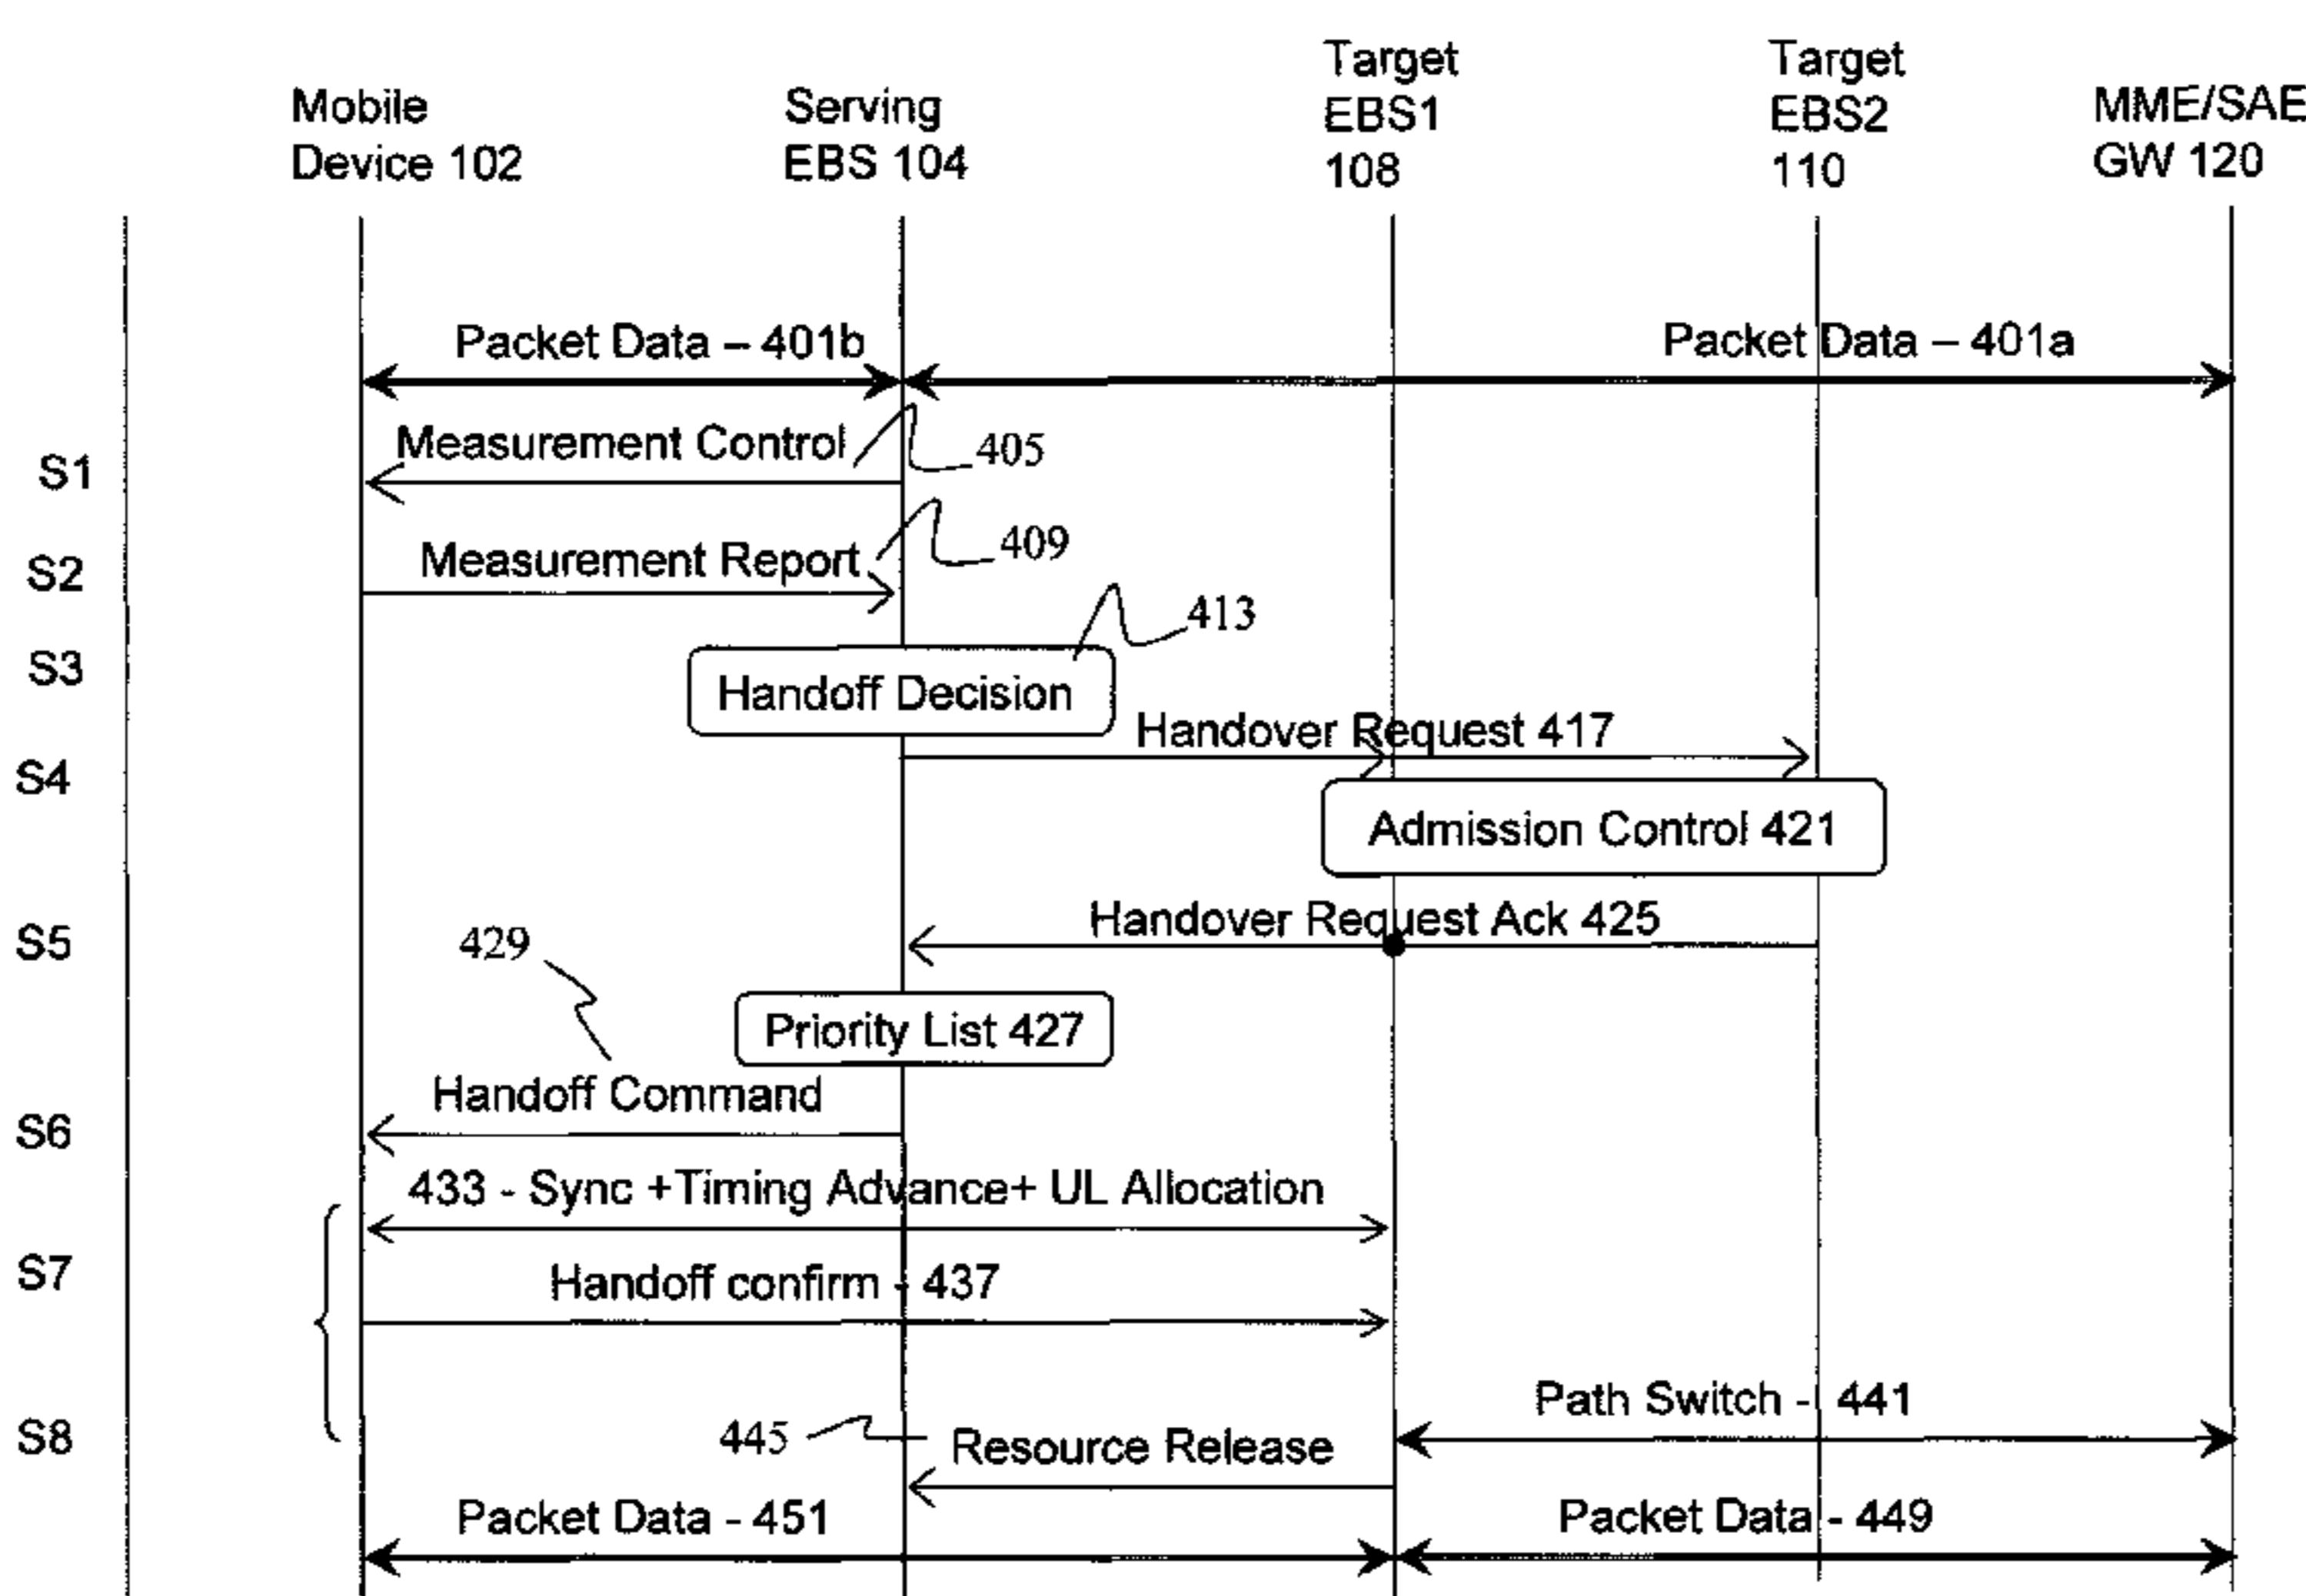 Mobile
Device 102
Serving
EBS 104
Target
EBS1
108
Target
EBS2
110
MME/SAE
GW 120
Packet Data – 401b
Packet Data – 401a
S1
Measurement Control
405
S2
Measurement Report
409
S3
413
Handoff Decision
S4
Handover Request 417
Admission Control 421
S5
Handover Request Ack 425
429
Priority List 427
S6
Handoff Command
433 - Sync +Timing Advance+ UL Allocation
S7
Handoff confirm - 437
Path Switch - 441
S8
445
Resource Release
Packet Data - 451
Packet Data - 449